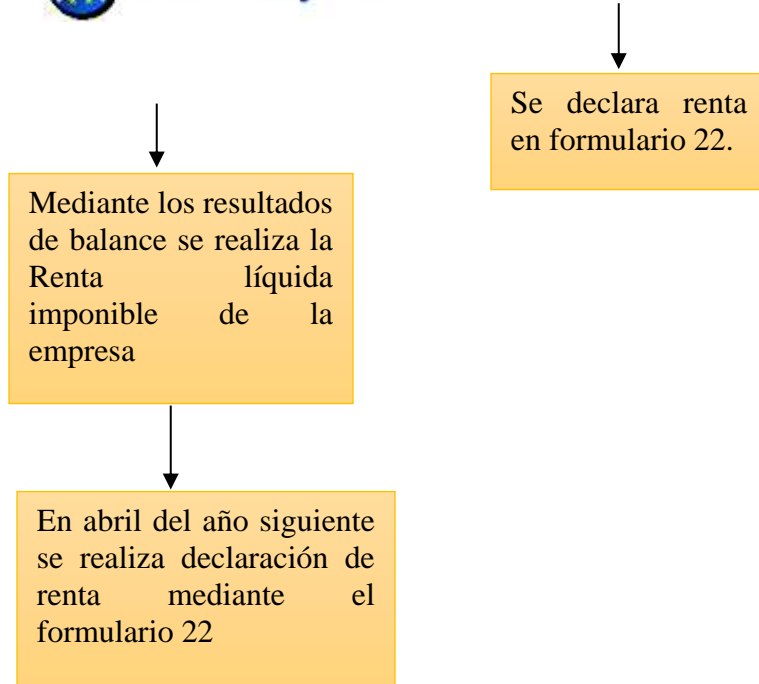 Se declara renta
en formulario 22.
Mediante los resultados
de balance se realiza la
Renta líquida
imponible de la
empresa
En abril del año siguiente
se realiza declaración de
renta mediante el
formulario 22